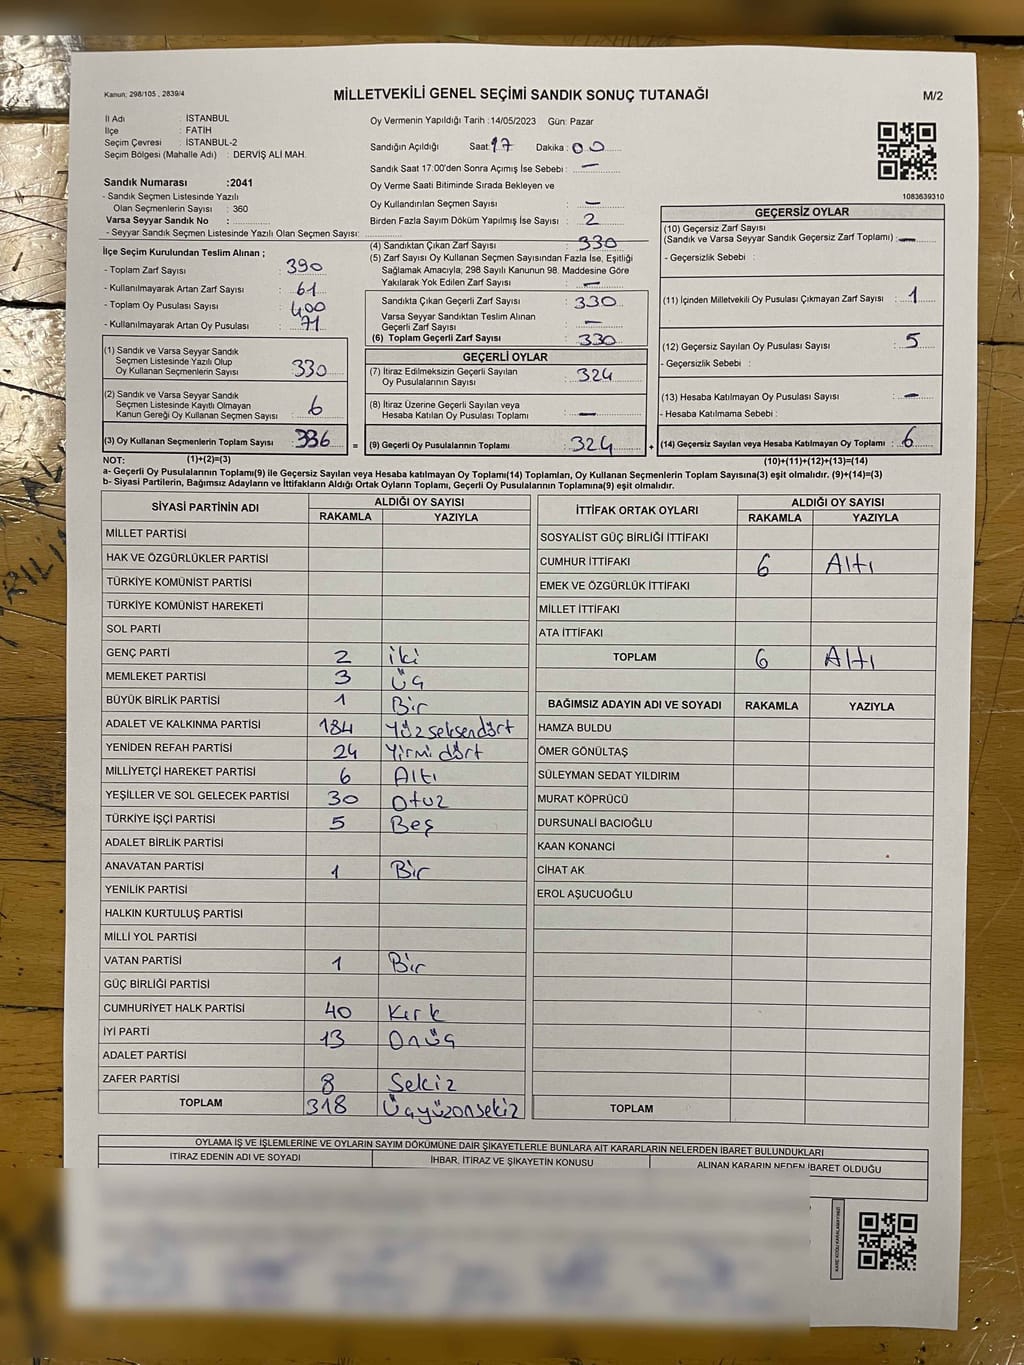 Kanun; 298/105 , 2839/4
MİLLETVEKİLİ GENEL SEÇİMİ SANDIK SONUÇ TUTANAĞI
M/2
İl Adı : İSTANBUL
İlçe : FATİH
Seçim Çevresi : İSTANBUL-2
Seçim Bölgesi (Mahalle Adı) : DERVİŞ ALİ MAH.
Sandık Numarası :2041
- Sandık Seçmen Listesinde Yazılı
Olan Seçmenlerin Sayısı : 360
Varsa Seyyar Sandık No :
- Seyyar Sandık Seçmen Listesinde Yazılı Olan Seçmen Sayısı:
Oy Vermenin Yapıldığı Tarih :14/05/2023 Gün: Pazar
Sandığın Açıldığı Saat: 17 Dakika : 00
Sandık Saat 17:00'den Sonra Açımış İse Sebebi : —
Oy Verme Saati Bitiminde Sırada Bekleyen ve
Oy Kullandırılan Seçmen Sayısı : —
Birden Fazla Sayım Döküm Yapılmış İse Sayısı : 2
1083639310
İlçe Seçim Kurulundan Teslim Alınan ;
- Toplam Zarf Sayısı : 390
- Kullanılmayarak Artan Zarf Sayısı : 61
- Toplam Oy Pusulası Sayısı : 400
- Kullanılmayarak Artan Oy Pusulası : 71
(1) Sandık ve Varsa Seyyar Sandık
Seçmen Listesinde Yazılı Olup
Oy Kullanan Seçmenlerin Sayısı : 330
(2) Sandık ve Varsa Seyyar Sandık
Seçmen Listesinde Kayıtlı Olmayan
Kanun Gereği Oy Kullanan Seçmen Sayısı : 6
(3) Oy Kullanan Seçmenlerin Toplam Sayısı : 336 =
(1)+(2)=(3)
(4) Sandıktan Çıkan Zarf Sayısı : 330
(5) Zarf Sayısı Oy Kullanan Seçmen Sayısından Fazla İse, Eşitliği
Sağlamak Amacıyla, 298 Sayılı Kanunun 98. Maddesine Göre
Yakılarak Yok Edilen Zarf Sayısı : —
Sandıkta Çıkan Geçerli Zarf Sayısı : 330
Varsa Seyyar Sandıktan Teslim Alınan
Geçerli Zarf Sayısı : —
(6) Toplam Geçerli Zarf Sayısı : 330
GEÇERLİ OYLAR
(7) İtiraz Edilmeksizin Geçerli Sayılan
Oy Pusulalarının Sayısı : 324
(8) İtiraz Üzerine Geçerli Sayılan veya
Hesaba Katılan Oy Pusulası Toplamı : —
(9) Geçerli Oy Pusulalarının Toplamı : 324 +
GEÇERSİZ OYLAR
(10) Geçersiz Zarf Sayısı
(Sandık ve Varsa Seyyar Sandık Geçersiz Zarf Toplamı) : —
- Geçersizlik Sebebi :
(11) İçinden Milletvekili Oy Pusulası Çıkmayan Zarf Sayısı : 1
(12) Geçersiz Sayılan Oy Pusulası Sayısı : 5
- Geçersizlik Sebebi :
(13) Hesaba Katılmayan Oy Pusulası Sayısı : —
- Hesaba Katılmama Sebebi :
(14) Geçersiz Sayılan veya Hesaba Katılmayan Oy Toplamı : 6
(10)+(11)+(12)+(13)=(14)
NOT:
a- Geçerli Oy Pusulalarının Toplamı(9) ile Geçersiz Sayılan veya Hesaba katılmayan Oy Toplamı(14) Toplamları, Oy Kullanan Seçmenlerin Toplam Sayısına(3) eşit olmalıdır. (9)+(14)=(3)
b- Siyasi Partilerin, Bağımsız Adayların ve İttifakların Aldığı Ortak Oyların Toplamı, Geçerli Oy Pusulalarının Toplamına(9) eşit olmalıdır.
SİYASİ PARTİNİN ADI ALDIĞI OY SAYISI
RAKAMLA YAZIYLA
MİLLET PARTİSİ
HAK VE ÖZGÜRLÜKLER PARTİSİ
TÜRKİYE KOMÜNİST PARTİSİ
TÜRKİYE KOMÜNİST HAREKETİ
SOL PARTİ
GENÇ PARTİ 2 iki
MEMLEKET PARTİSİ 3 Üç
BÜYÜK BİRLİK PARTİSİ 1 Bir
ADALET VE KALKINMA PARTİSİ 184 Yüzseksendört
YENİDEN REFAH PARTİSİ 24 Yirmi dört
MİLLİYETÇİ HAREKET PARTİSİ 6 Altı
YEŞİLLER VE SOL GELECEK PARTİSİ 30 Otuz
TÜRKİYE İŞÇİ PARTİSİ 5 Beş
ADALET BİRLİK PARTİSİ
ANAVATAN PARTİSİ 1 Bir
YENİLİK PARTİSİ
HALKIN KURTULUŞ PARTİSİ
MİLLİ YOL PARTİSİ
VATAN PARTİSİ 1 Bir
GÜÇ BİRLİĞİ PARTİSİ
CUMHURİYET HALK PARTİSİ 40 Kırk
İYİ PARTİ 13 Onüç
ADALET PARTİSİ
ZAFER PARTİSİ 8 Sekiz
TOPLAM 318 Üçyüzonsekiz
İTTİFAK ORTAK OYLARI ALDIĞI OY SAYISI
RAKAMLA YAZIYLA
SOSYALİST GÜÇ BİRLİĞİ İTTİFAKI
CUMHUR İTTİFAKI 6 Altı
EMEK VE ÖZGÜRLÜK İTTİFAKI
MİLLET İTTİFAKI
ATA İTTİFAKI
TOPLAM 6 Altı
BAĞIMSIZ ADAYIN ADI VE SOYADI RAKAMLA YAZIYLA
HAMZA BULDU
ÖMER GÖNÜLTAŞ
SÜLEYMAN SEDAT YILDIRIM
MURAT KÖPRÜCÜ
DURSUNALİ BACIOĞLU
KAAN KONANCİ
CİHAT AK
EROL AŞUCUOĞLU
TOPLAM
OYLAMA İŞ VE İŞLEMLERİNE VE OYLARIN SAYIM DÖKÜMÜNE DAİR ŞİKAYETLERLE BUNLARA AİT KARARLARIN NELERDEN İBARET BULUNDUKLARI
İTİRAZ EDENİN ADI VE SOYADI İHBAR, İTİRAZ VE ŞİKAYETİN KONUSU ALINAN KARARIN NEDEN İBARET OLDUĞU